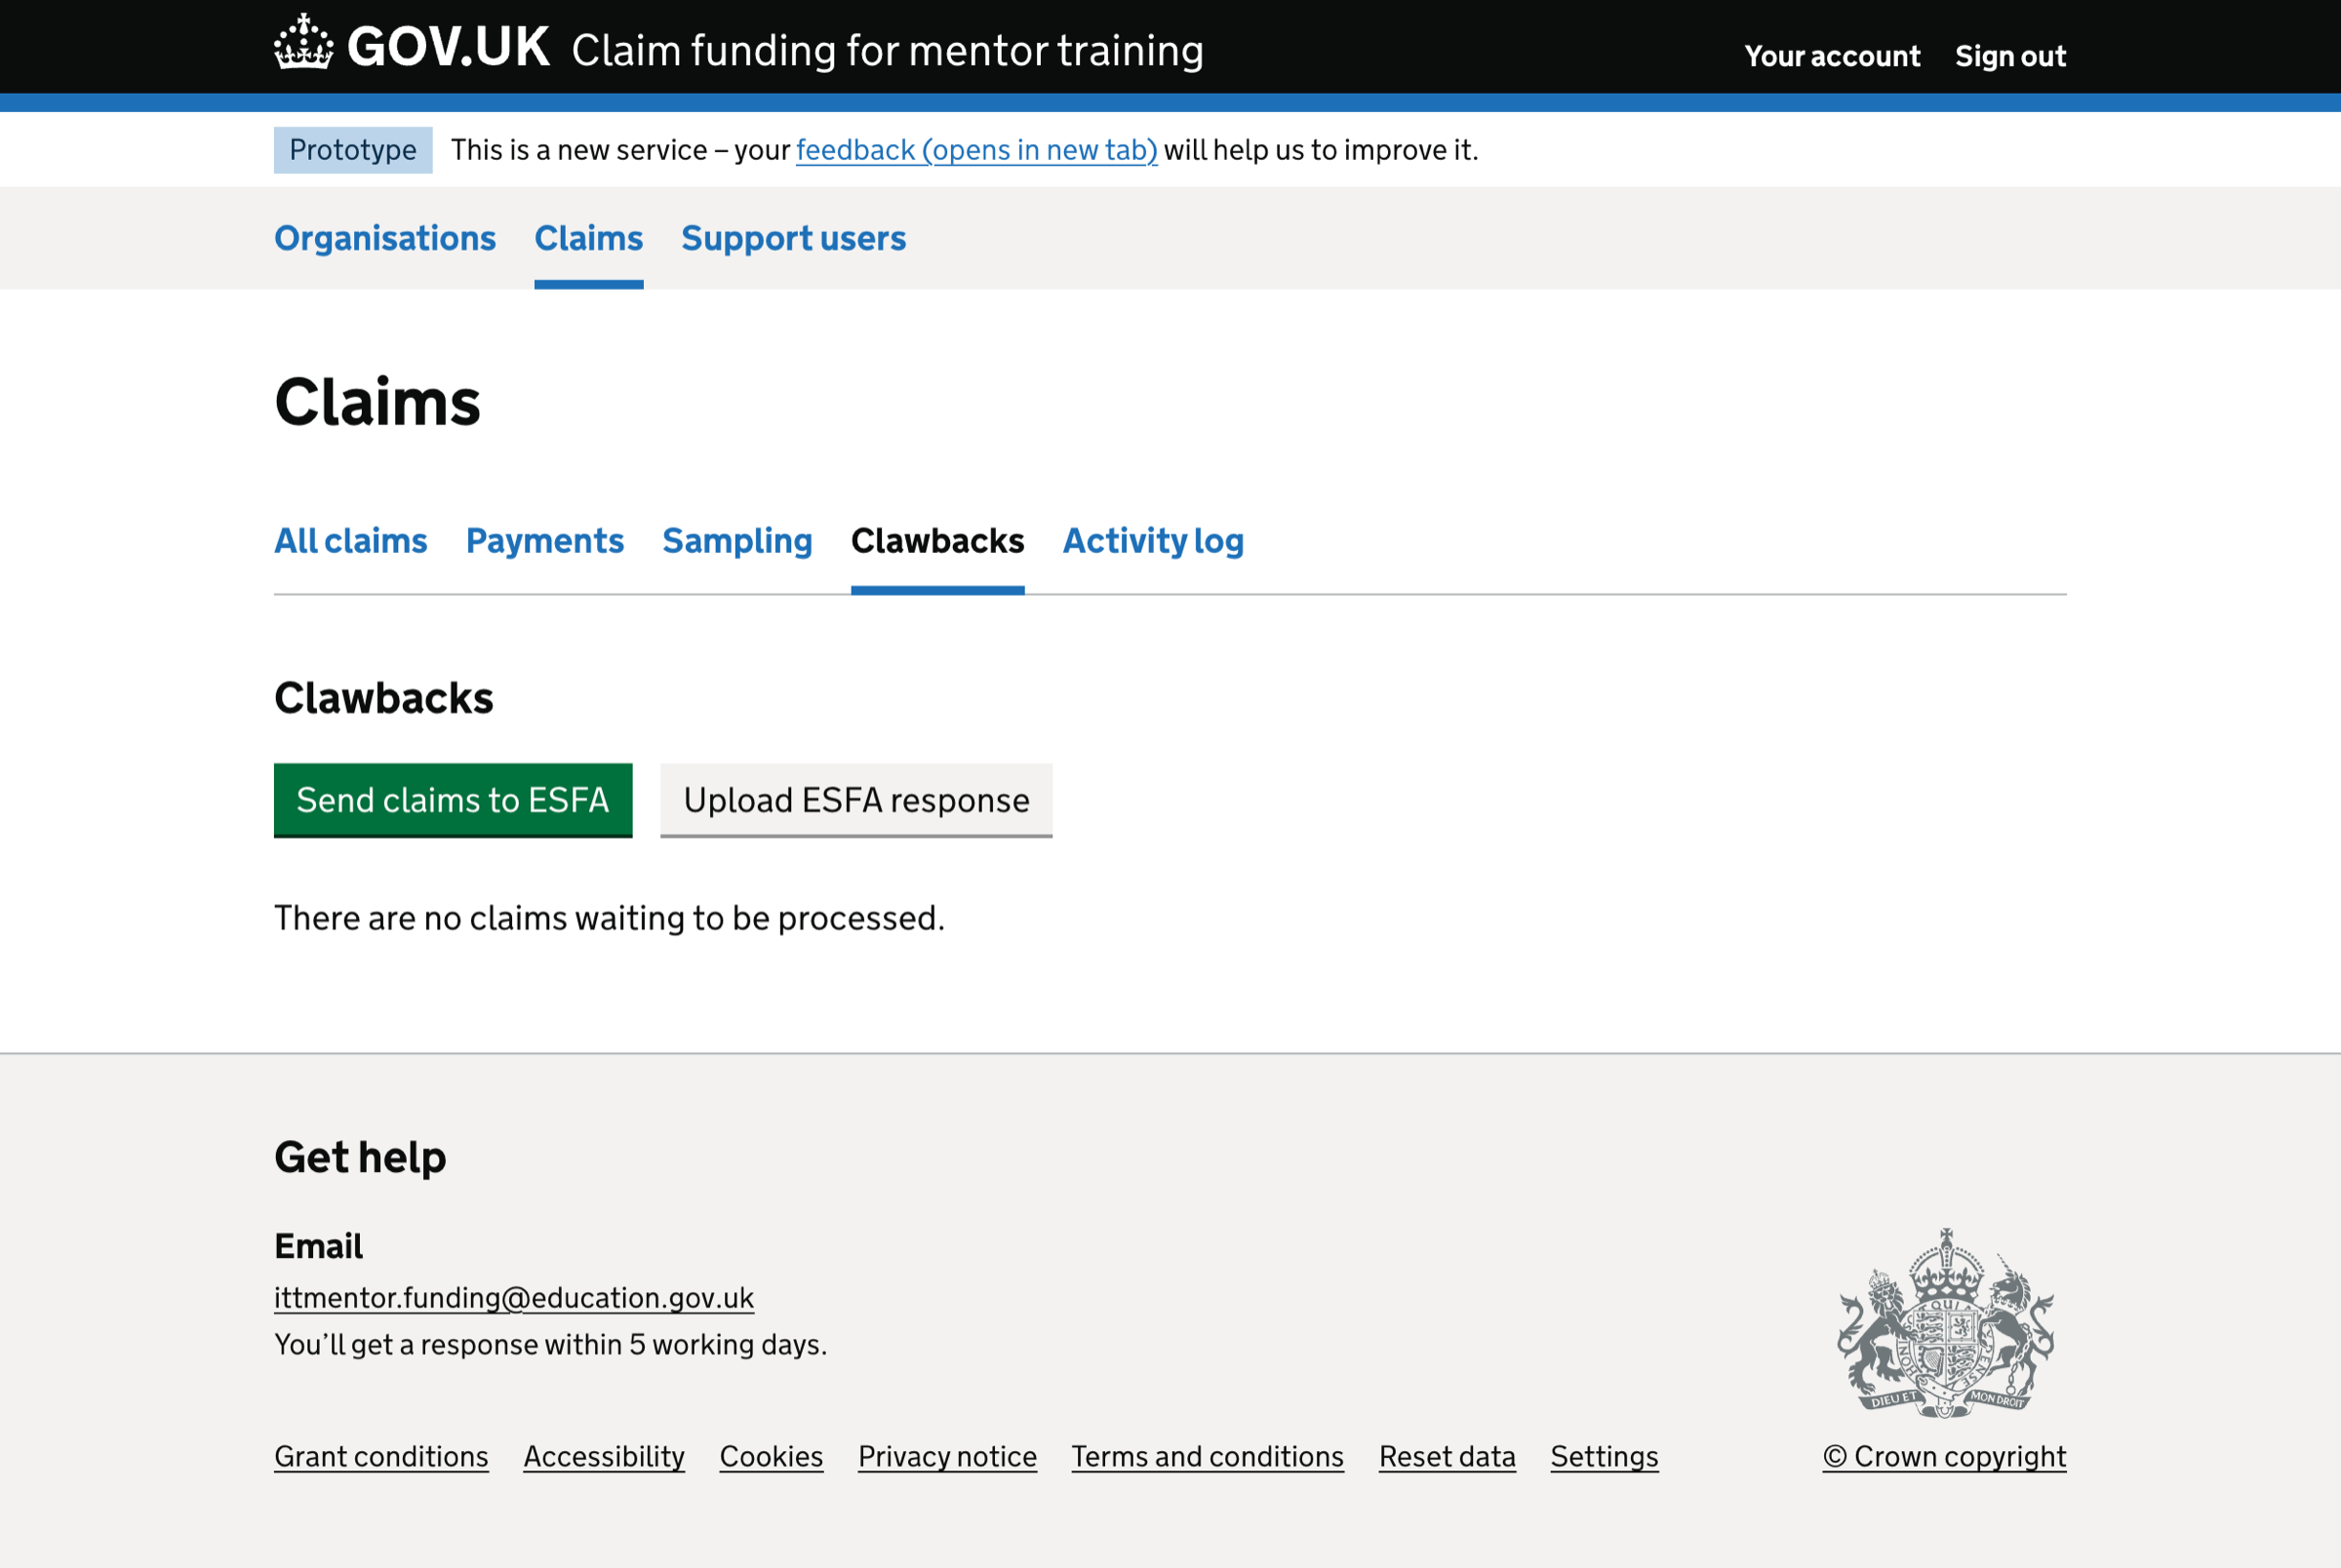 GOV.UK Claim funding for mentor training Your account Sign out
Prototype This is a new service – your feedback (opens in new tab) will help us to improve it.
Organisations Claims Support users
Claims
All claims Payments Sampling Clawbacks Activity log
Clawbacks
Send claims to ESFA Upload ESFA response
There are no claims waiting to be processed.
Get help
Email
ittmentor.funding@education.gov.uk
You’ll get a response within 5 working days.
DIEU ET MON DROIT
Grant conditions Accessibility Cookies Privacy notice Terms and conditions Reset data Settings © Crown copyright